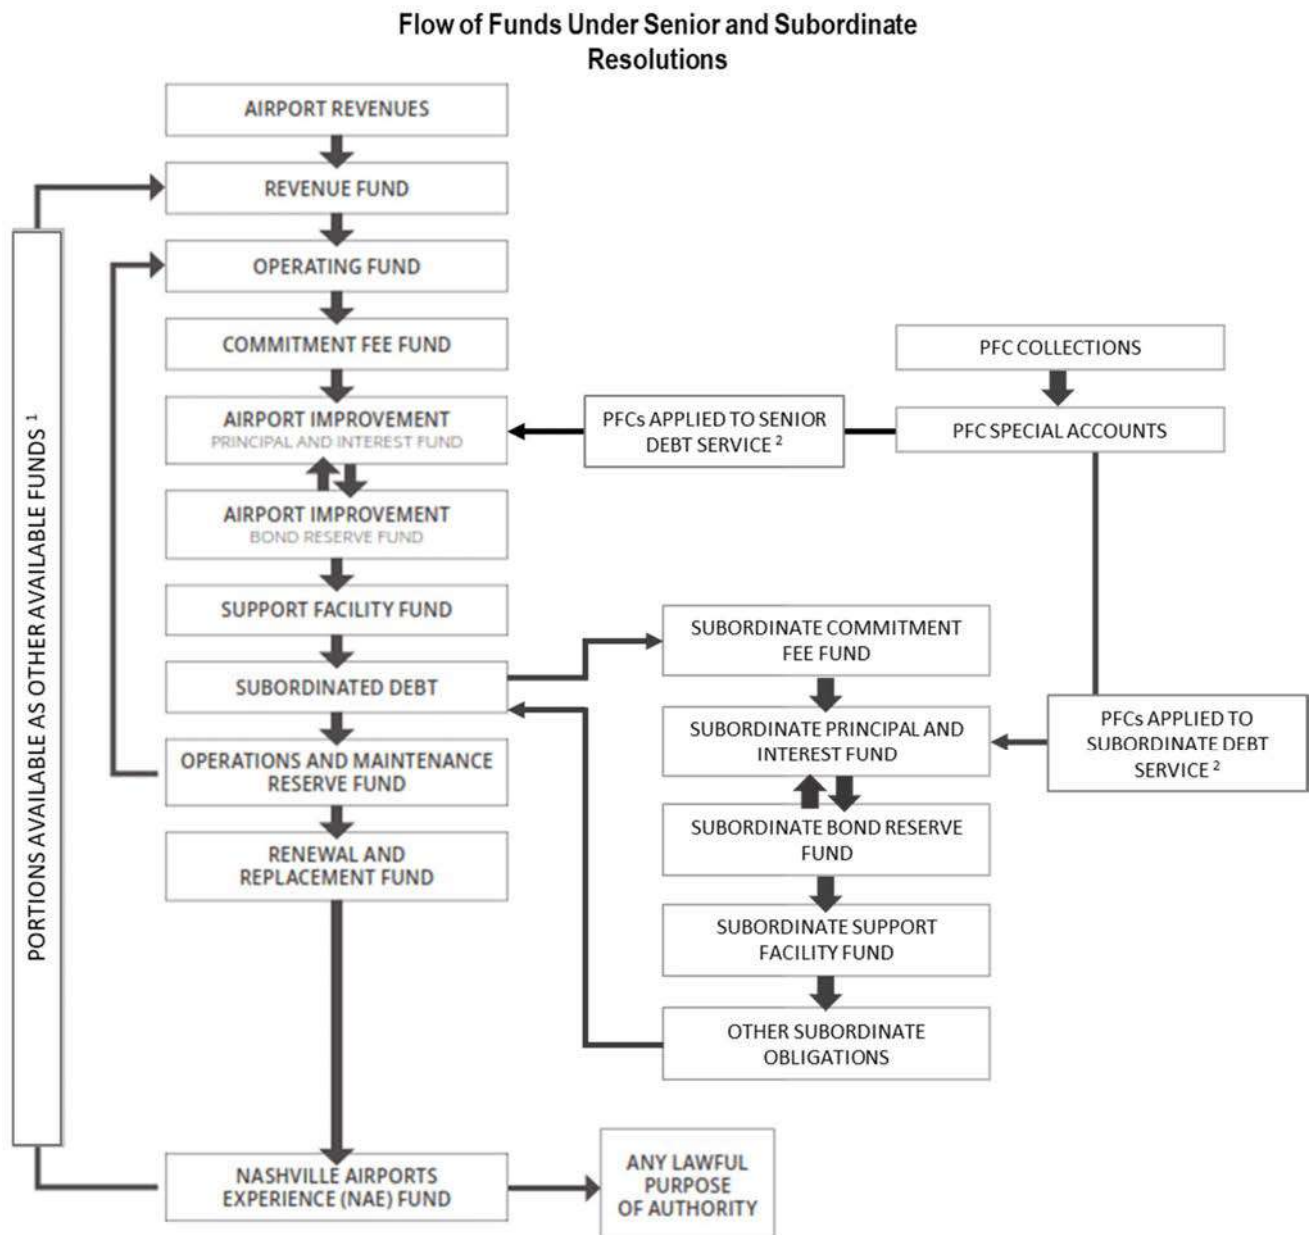 Flow of Funds Under Senior and Subordinate
Resolutions
AIRPORT REVENUES
REVENUE FUND
OPERATING FUND
COMMITMENT FEE FUND
AIRPORT IMPROVEMENT
PRINCIPAL AND INTEREST FUND
AIRPORT IMPROVEMENT
BOND RESERVE FUND
SUPPORT FACILITY FUND
SUBORDINATED DEBT
OPERATIONS AND MAINTENANCE
RESERVE FUND
RENEWAL AND
REPLACEMENT FUND
NASHVILLE AIRPORTS
EXPERIENCE (NAE) FUND
ANY LAWFUL
PURPOSE
OF AUTHORITY
PORTIONS AVAILABLE AS OTHER AVAILABLE FUNDS ¹
PFC COLLECTIONS
PFC SPECIAL ACCOUNTS
PFCs APPLIED TO SENIOR
DEBT SERVICE ²
SUBORDINATE COMMITMENT
FEE FUND
SUBORDINATE PRINCIPAL AND
INTEREST FUND
PFCs APPLIED TO
SUBORDINATE DEBT
SERVICE ²
SUBORDINATE BOND RESERVE
FUND
SUBORDINATE SUPPORT
FACILITY FUND
OTHER SUBORDINATE
OBLIGATIONS